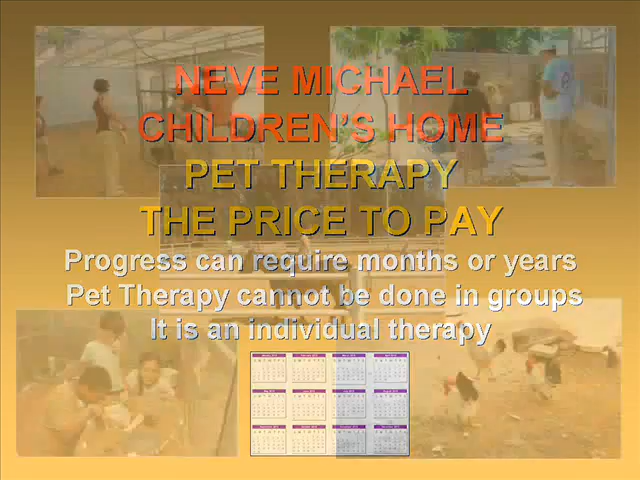 NEVE MICHAEL
CHILDREN'S HOME
PET THERAPY
THE PRICE TO PAY
Progress can require months or years
Pet Therapy cannot be done in groups
It is an individual therapy